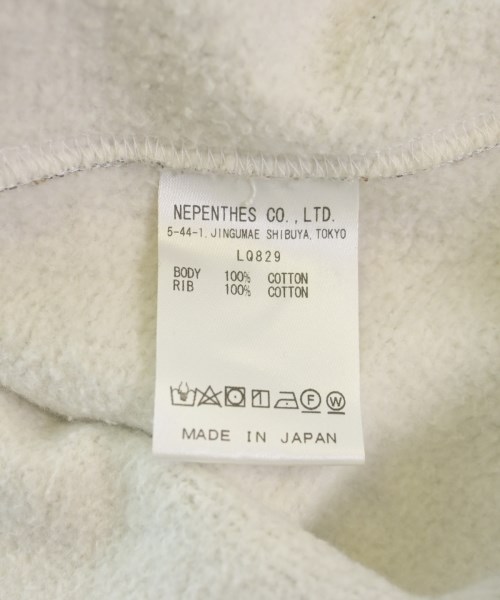 NEPENTHES CO., LTD.
5-44-1. JINGUMAE SHIBUYA, TOKYO
LQ829
BODY 100% COTTON
RIB 100% COTTON
F W
MADE IN JAPAN